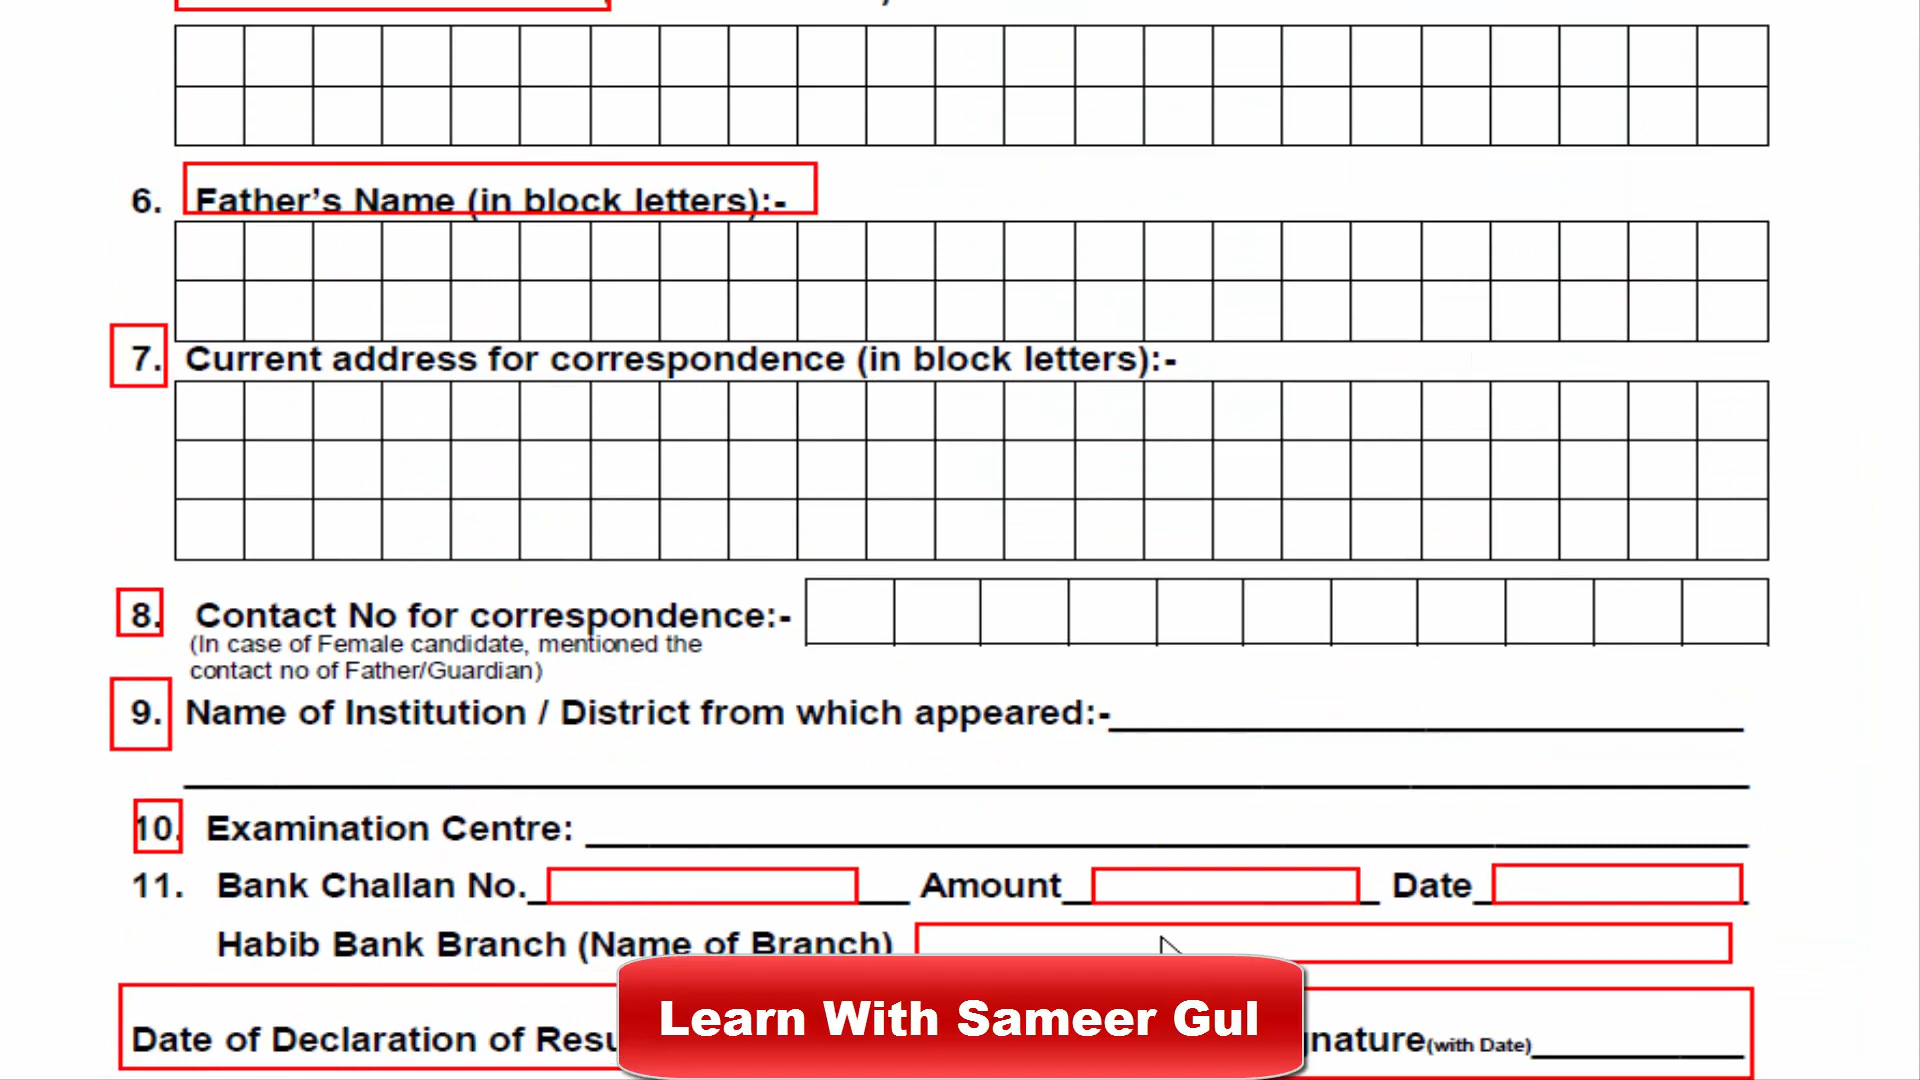 6. Father's Name (in block letters):-
7. Current address for correspondence (in block letters):-
8. Contact No for correspondence:-
(In case of Female candidate, mentioned the
contact no of Father/Guardian)
9. Name of Institution / District from which appeared:-
10. Examination Centre:
11. Bank Challan No. Amount Date
Habib Bank Branch (Name of Branch)
Date of Declaration of (with Date)
Learn With Sameer Gul